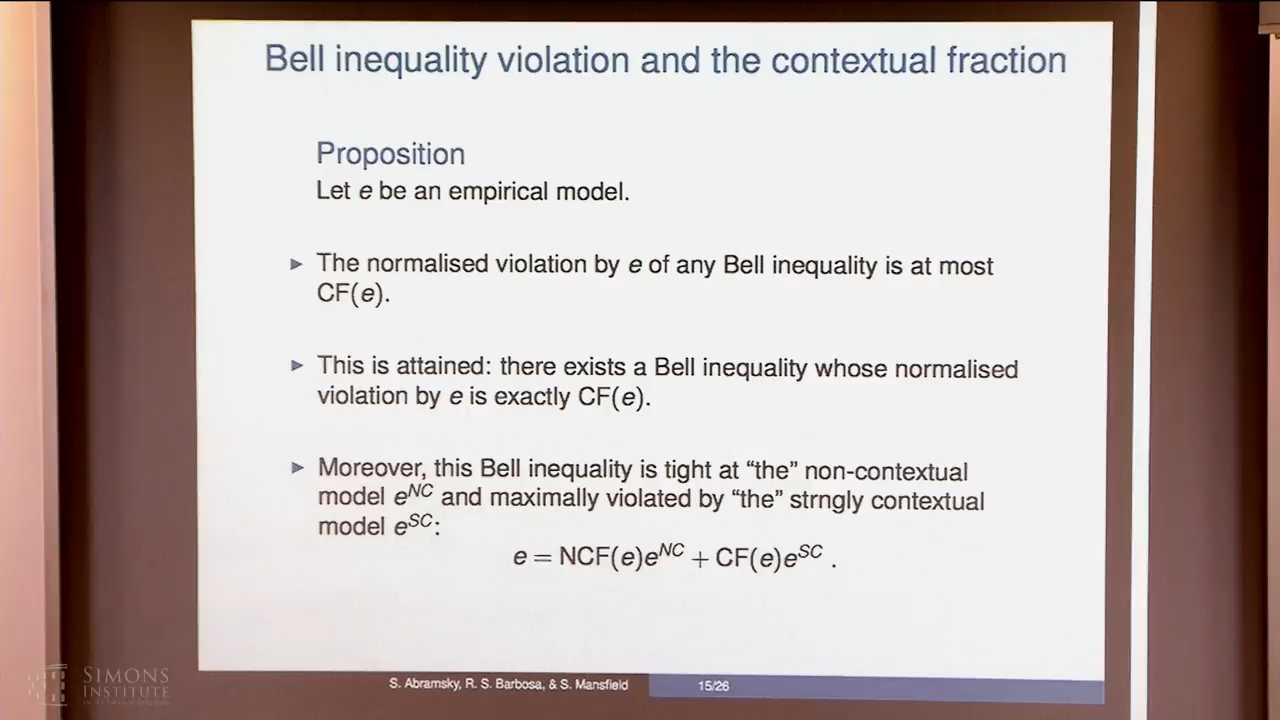 Bell inequality violation and the contextual fraction
Proposition
Let e be an empirical model.
► The normalised violation by e of any Bell inequality is at most
CF(e).
► This is attained: there exists a Bell inequality whose normalised
violation by e is exactly CF(e).
► Moreover, this Bell inequality is tight at “the” non-contextual
model e^NC and maximally violated by “the” strngly contextual
model e^SC:
e = NCF(e)e^NC + CF(e)e^SC .
S. Abramsky, R. S. Barbosa, & S. Mansfield
15/26
SIMONS
INSTITUTE